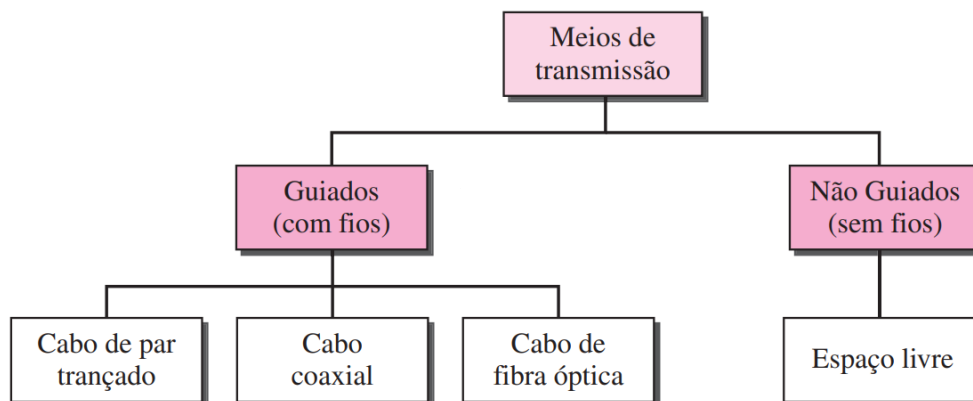 Meios de
transmissão
Guiados
(com fios)
Não Guiados
(sem fios)
Cabo de par
trançado
Cabo
coaxial
Cabo de
fibra óptica
Espaço livre